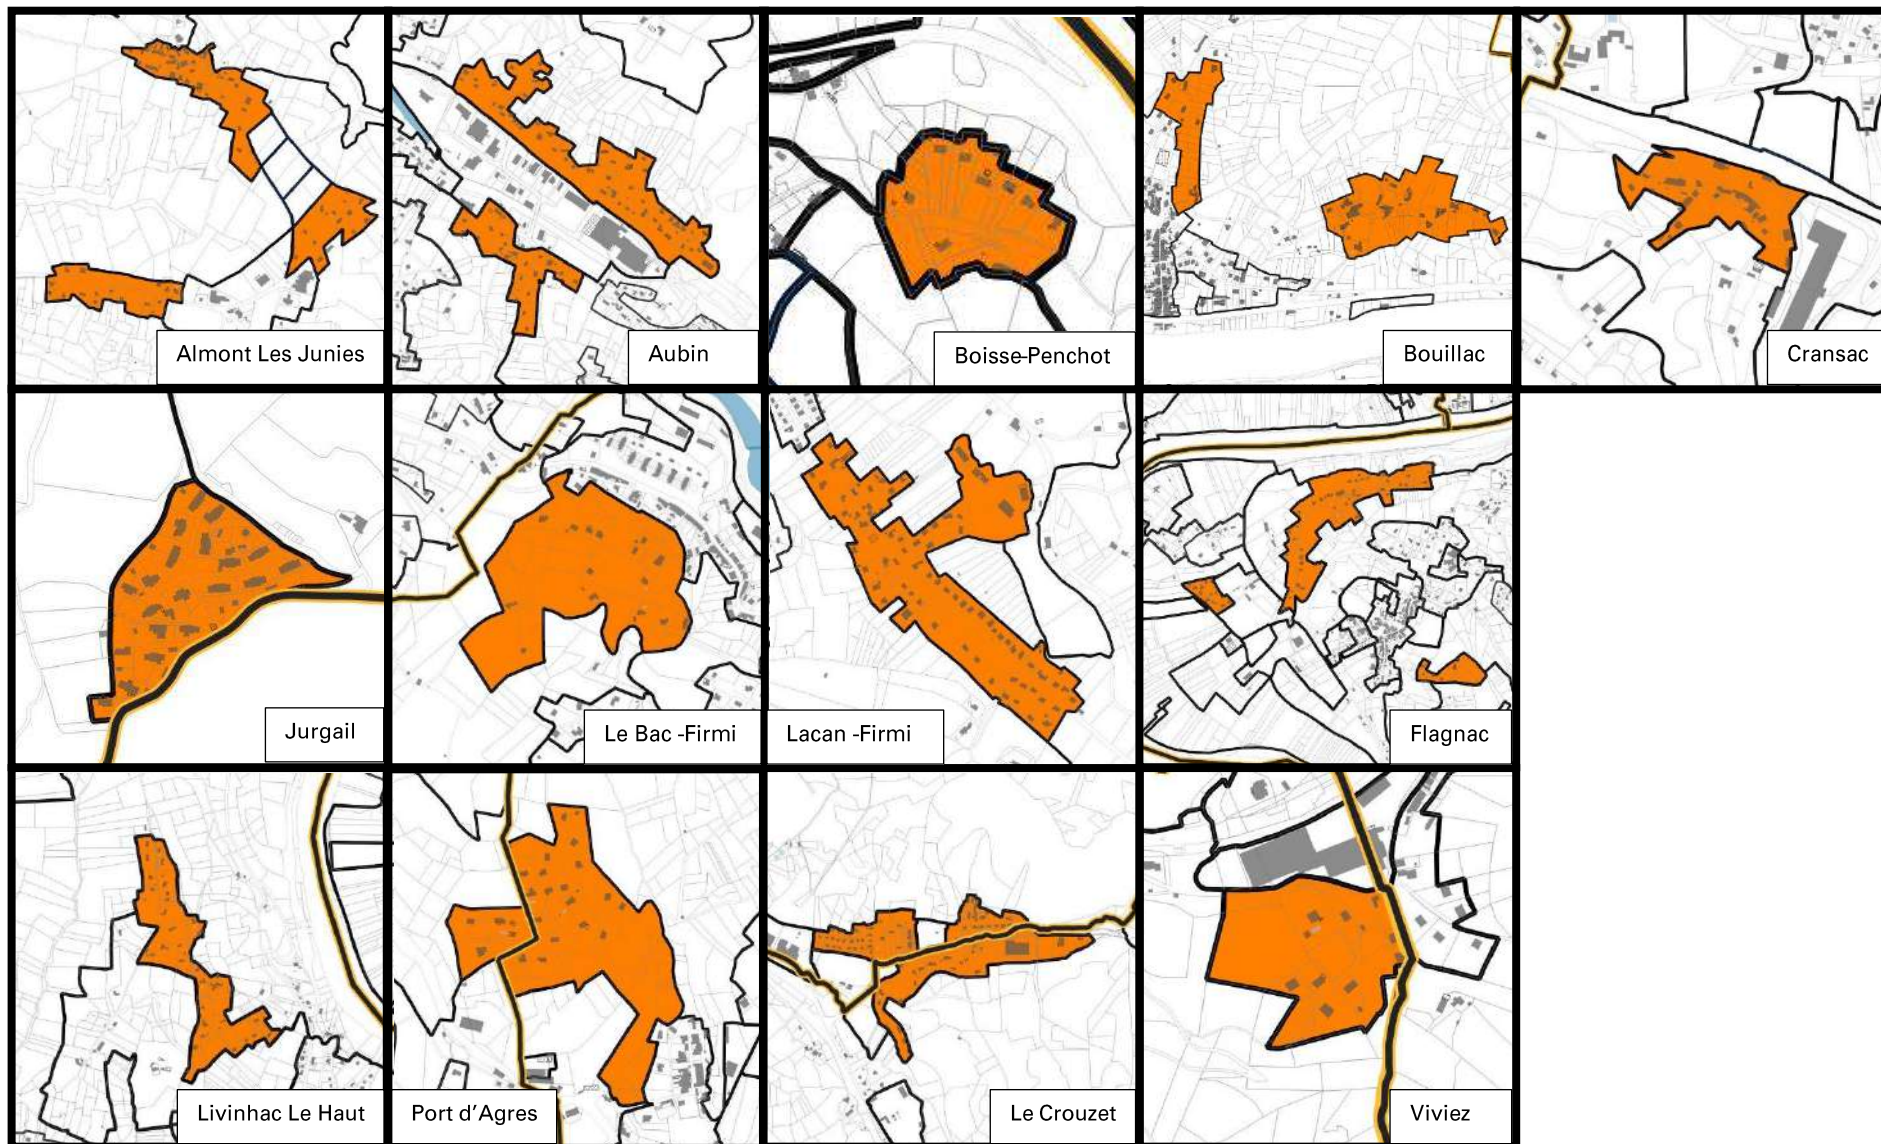 Almont Les Junies
Aubin
Boisse-Penchot
Bouillac
Cransac
Jurgail
Le Bac -Firmi
Lacan -Firmi
Flagnac
Livinhac Le Haut
Port d'Agres
Le Crouzet
Viviez